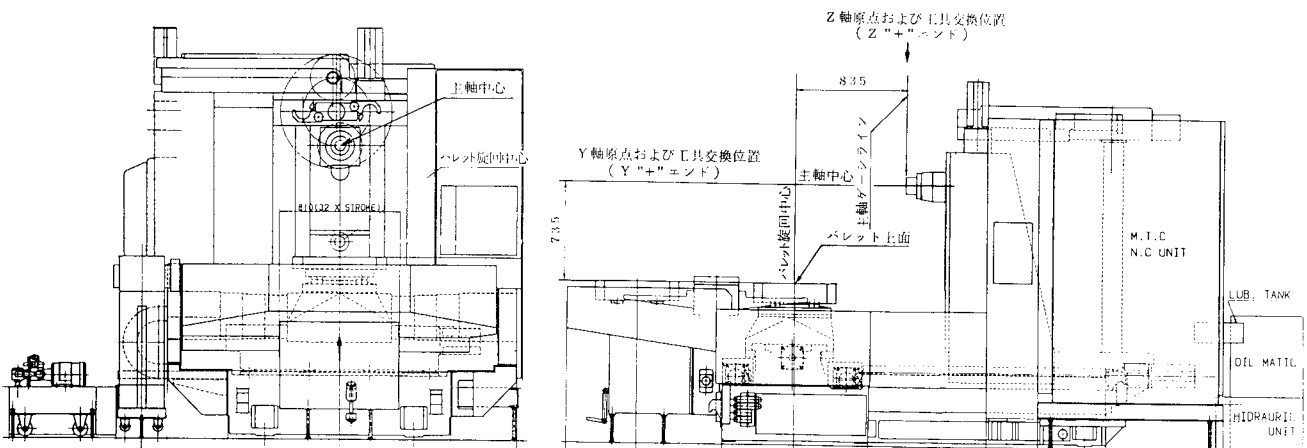 主軸中心
パレット旋回中心
810(32 X STROKE)
Z軸原点および工具交換位置
(Z "+" エンド)
835
主軸ゲージライン
Y軸原点および工具交換位置
(Y "+" エンド)
主軸中心
735
パレット旋回中心
パレット上面
M.T.C
N.C UNIT
LUB. TANK
OIL MATIC
HIDRAURIC
UNIT